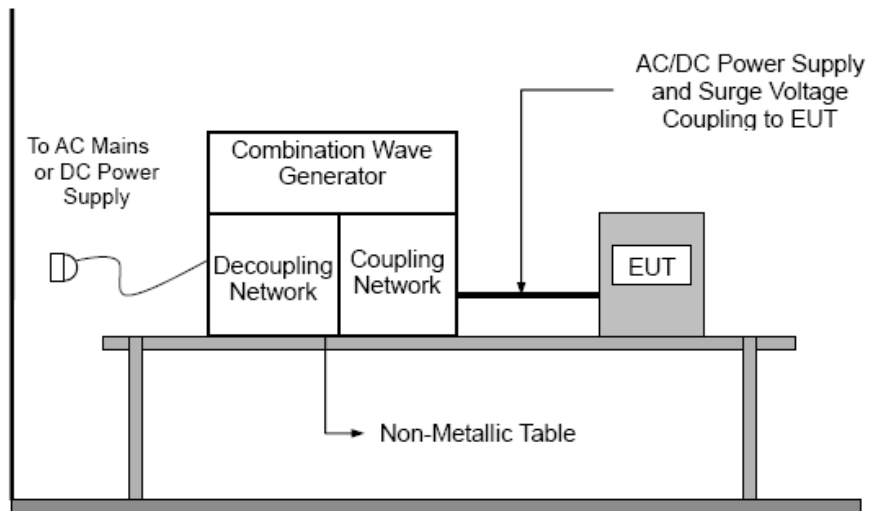 AC/DC Power Supply
and Surge Voltage
Coupling to EUT
To AC Mains
or DC Power
Supply
Combination Wave
Generator
Decoupling
Network
Coupling
Network
EUT
Non-Metallic Table